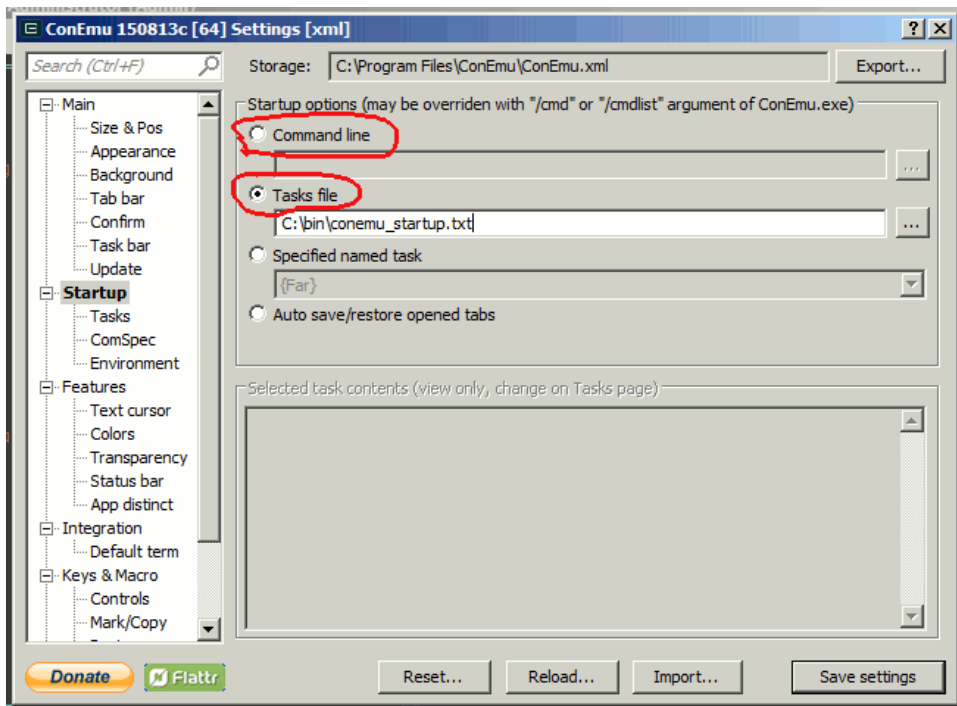 ConEmu 150813c [64] Settings [xml]
? X
Search (Ctrl+F)
Storage: C:\Program Files\ConEmu\ConEmu.xml Export...
Main
Size & Pos
Appearance
Background
Tab bar
Confirm
Task bar
Update
Startup
Tasks
ComSpec
Environment
Features
Text cursor
Colors
Transparency
Status bar
App distinct
Integration
Default term
Keys & Macro
Controls
Mark/Copy
Startup options (may be overriden with "/cmd" or "/cmdlist" argument of ConEmu.exe)
Command line
...
Tasks file
C:\bin\conemu_startup.txt ...
Specified named task
{Far}
Auto save/restore opened tabs
Selected task contents (view only, change on Tasks page)
Donate Flattr Reset... Reload... Import... Save settings